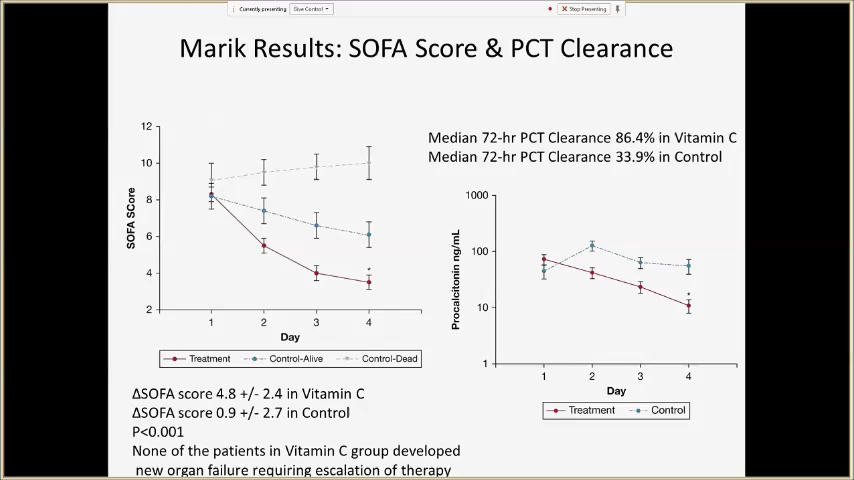 Currently presenting
Give Control
Stop Presenting
Marik Results: SOFA Score & PCT Clearance
12
10
8
6
4
2
SOFA SCore
*
1 2 3 4
Day
Treatment Control-Alive Control-Dead
Median 72-hr PCT Clearance 86.4% in Vitamin C
Median 72-hr PCT Clearance 33.9% in Control
1000
100
10
1
Procalcitonin ng/mL
*
1 2 3 4
Day
Treatment Control
ΔSOFA score 4.8 +/- 2.4 in Vitamin C
ΔSOFA score 0.9 +/- 2.7 in Control
P<0.001
None of the patients in Vitamin C group developed
new organ failure requiring escalation of therapy